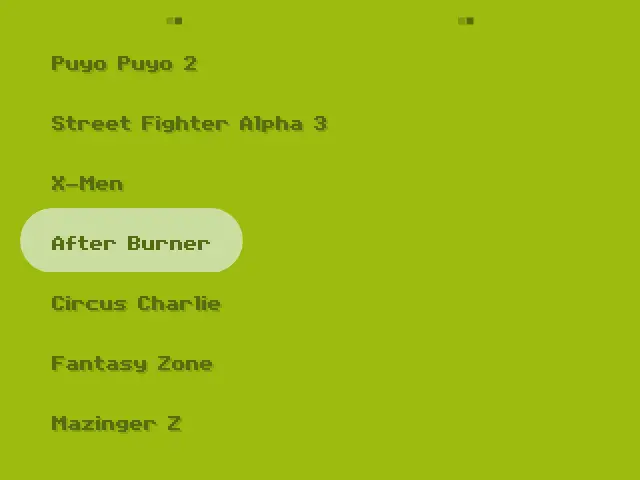 Puyo Puyo 2
Street Fighter Alpha 3
X-Men
After Burner
Circus Charlie
Fantasy Zone
Mazinger Z